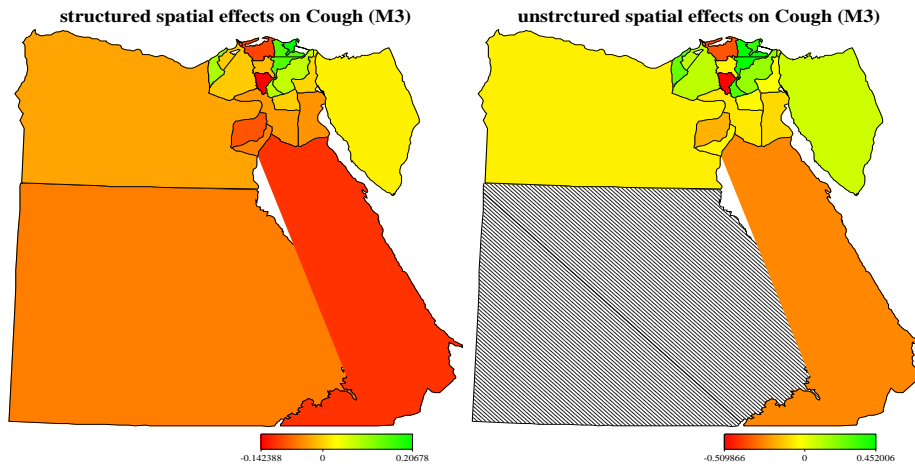 structured spatial effects on Cough (M3)
unstrctured spatial effects on Cough (M3)
-0.142388 0 0.20678
-0.509866 0 0.452006